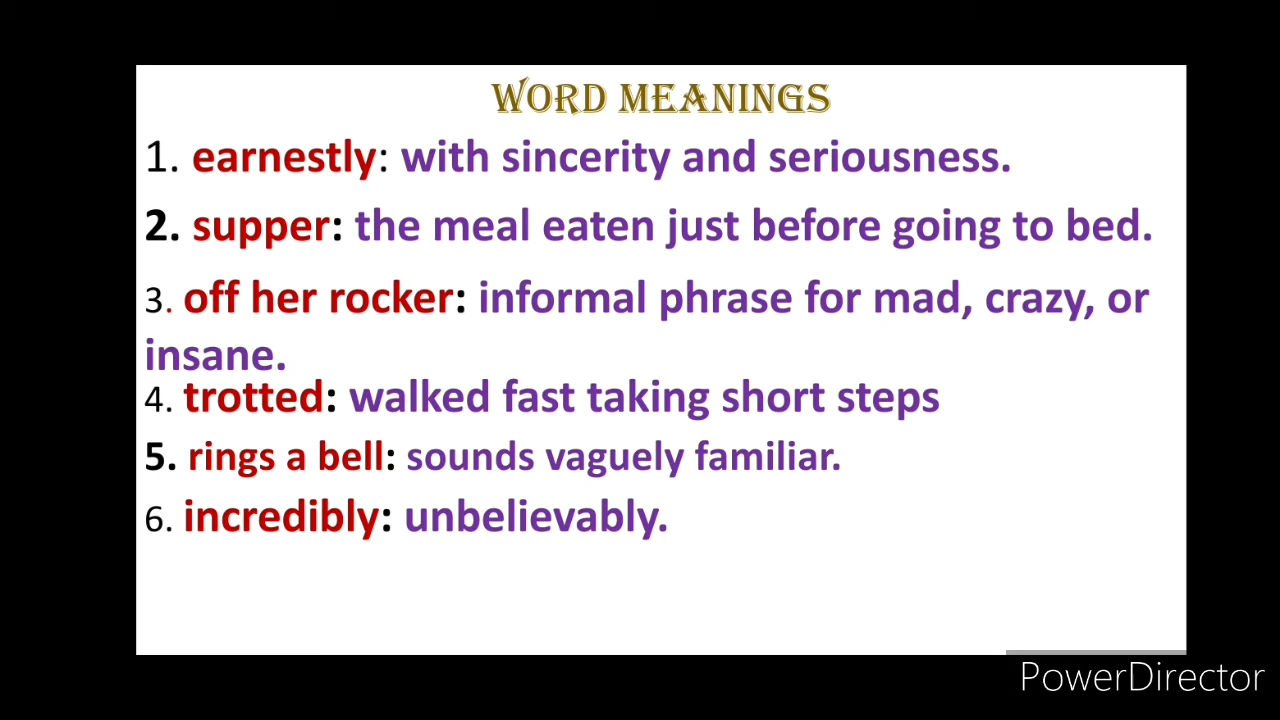 WORD MEANINGS
1. earnestly: with sincerity and seriousness.
2. supper: the meal eaten just before going to bed.
3. off her rocker: informal phrase for mad, crazy, or
insane.
4. trotted: walked fast taking short steps
5. rings a bell: sounds vaguely familiar.
6. incredibly: unbelievably.
PowerDirector